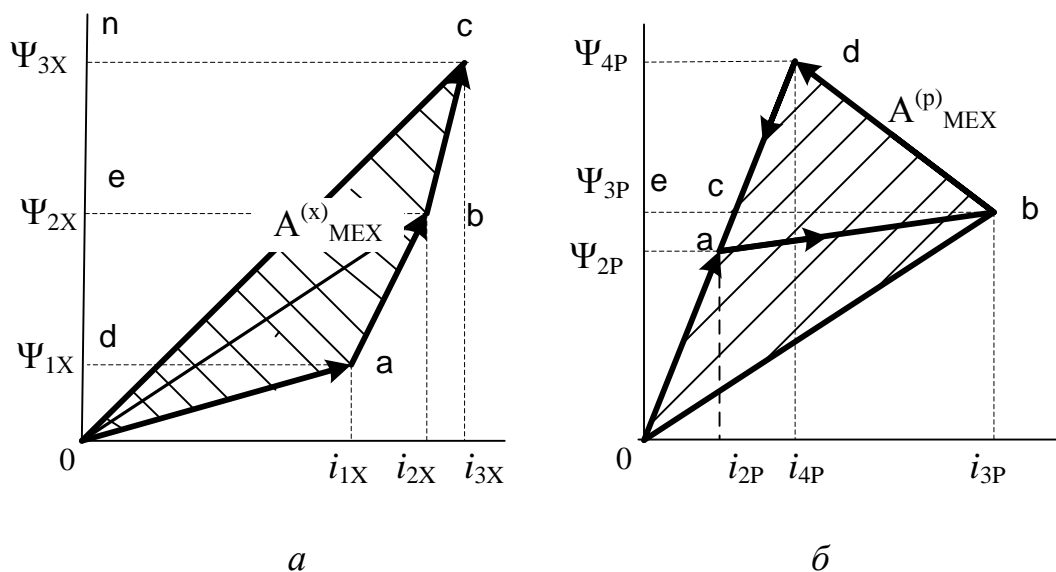 n
c
Ψ3X
e
Ψ2X
A(x)MEX
b
d
Ψ1X
a
0
i1X
i2X
i3X
а
d
Ψ4P
A(p)MEX
Ψ3P
e
c
b
a
Ψ2P
0
i2P
i4P
i3P
б